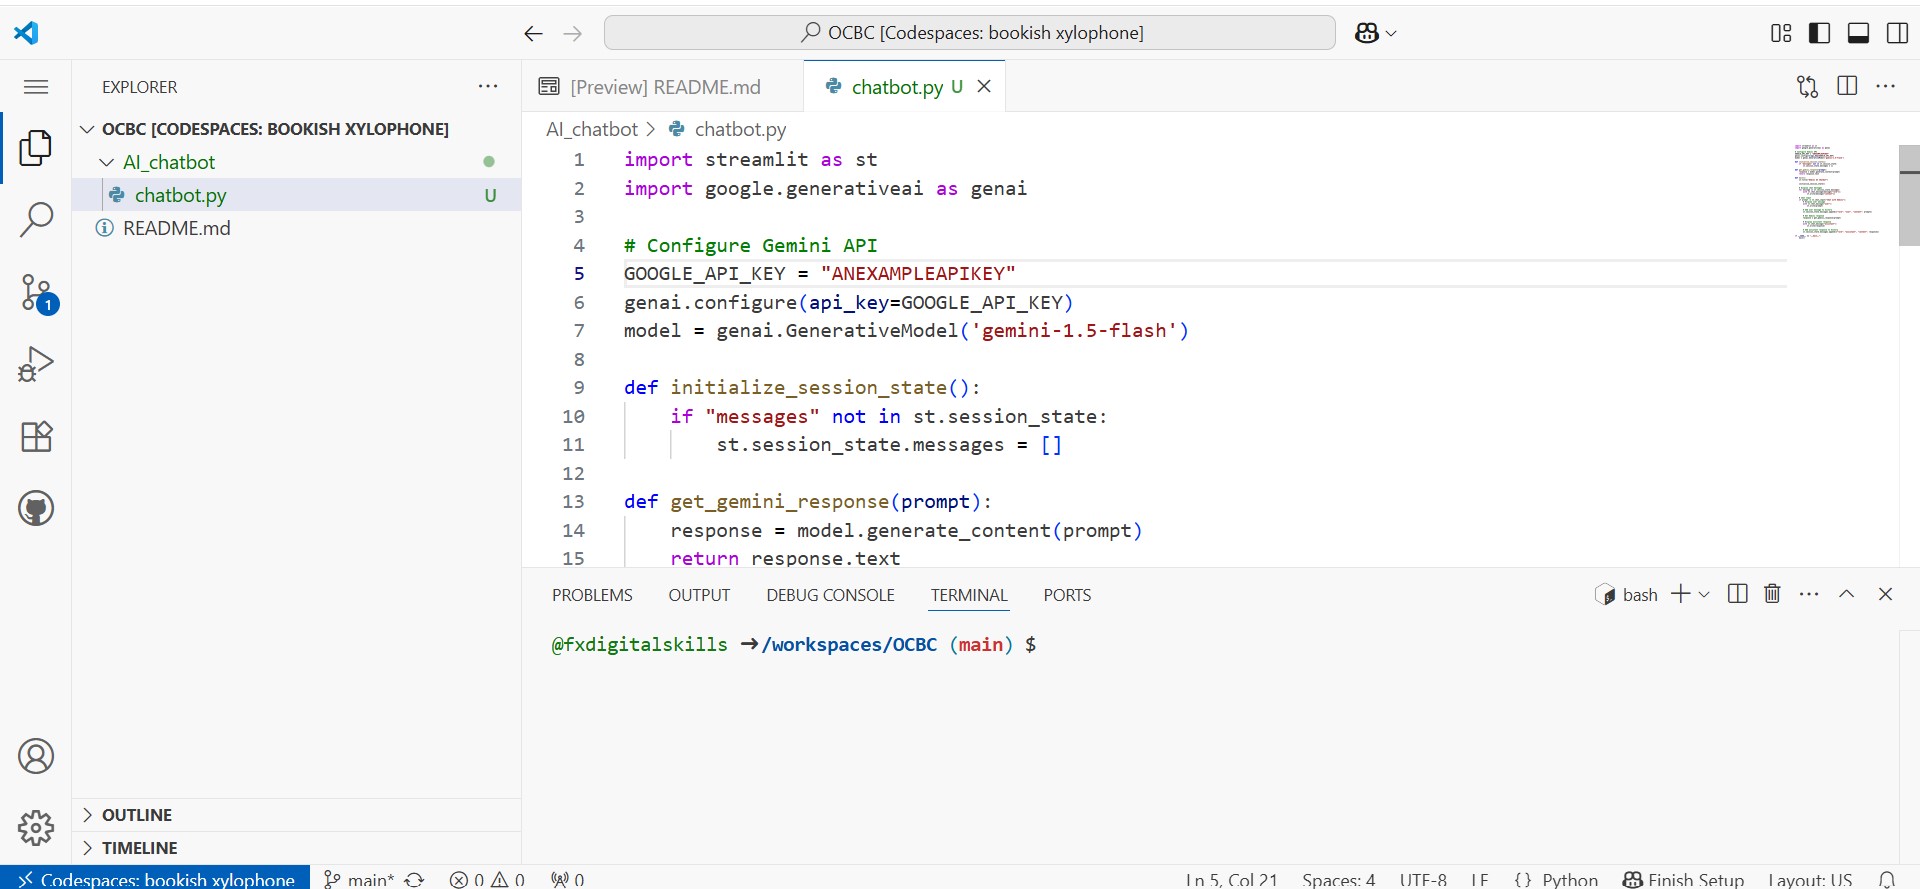 OCBC [Codespaces: bookish xylophone]
EXPLORER
OCBC [CODESPACES: BOOKISH XYLOPHONE]
AI_chatbot
chatbot.py U
README.md
1
OUTLINE
TIMELINE
[Preview] README.md
chatbot.py U
AI_chatbot > chatbot.py
1 import streamlit as st
2 import google.generativeai as genai
3
4 # Configure Gemini API
5 GOOGLE_API_KEY = "ANEXAMPLEAPIKEY"
6 genai.configure(api_key=GOOGLE_API_KEY)
7 model = genai.GenerativeModel('gemini-1.5-flash')
8
9 def initialize_session_state():
10 if "messages" not in st.session_state:
11 st.session_state.messages = []
12
13 def get_gemini_response(prompt):
14 response = model.generate_content(prompt)
15 return response.text
PROBLEMS OUTPUT DEBUG CONSOLE TERMINAL PORTS
bash
@fxdigitalskills ➜/workspaces/OCBC (main) $
Codespaces: bookish xylophone main* 0 0 0 Ln 5, Col 21 Spaces: 4 UTF-8 LF {} Python Finish Setup Layout: US